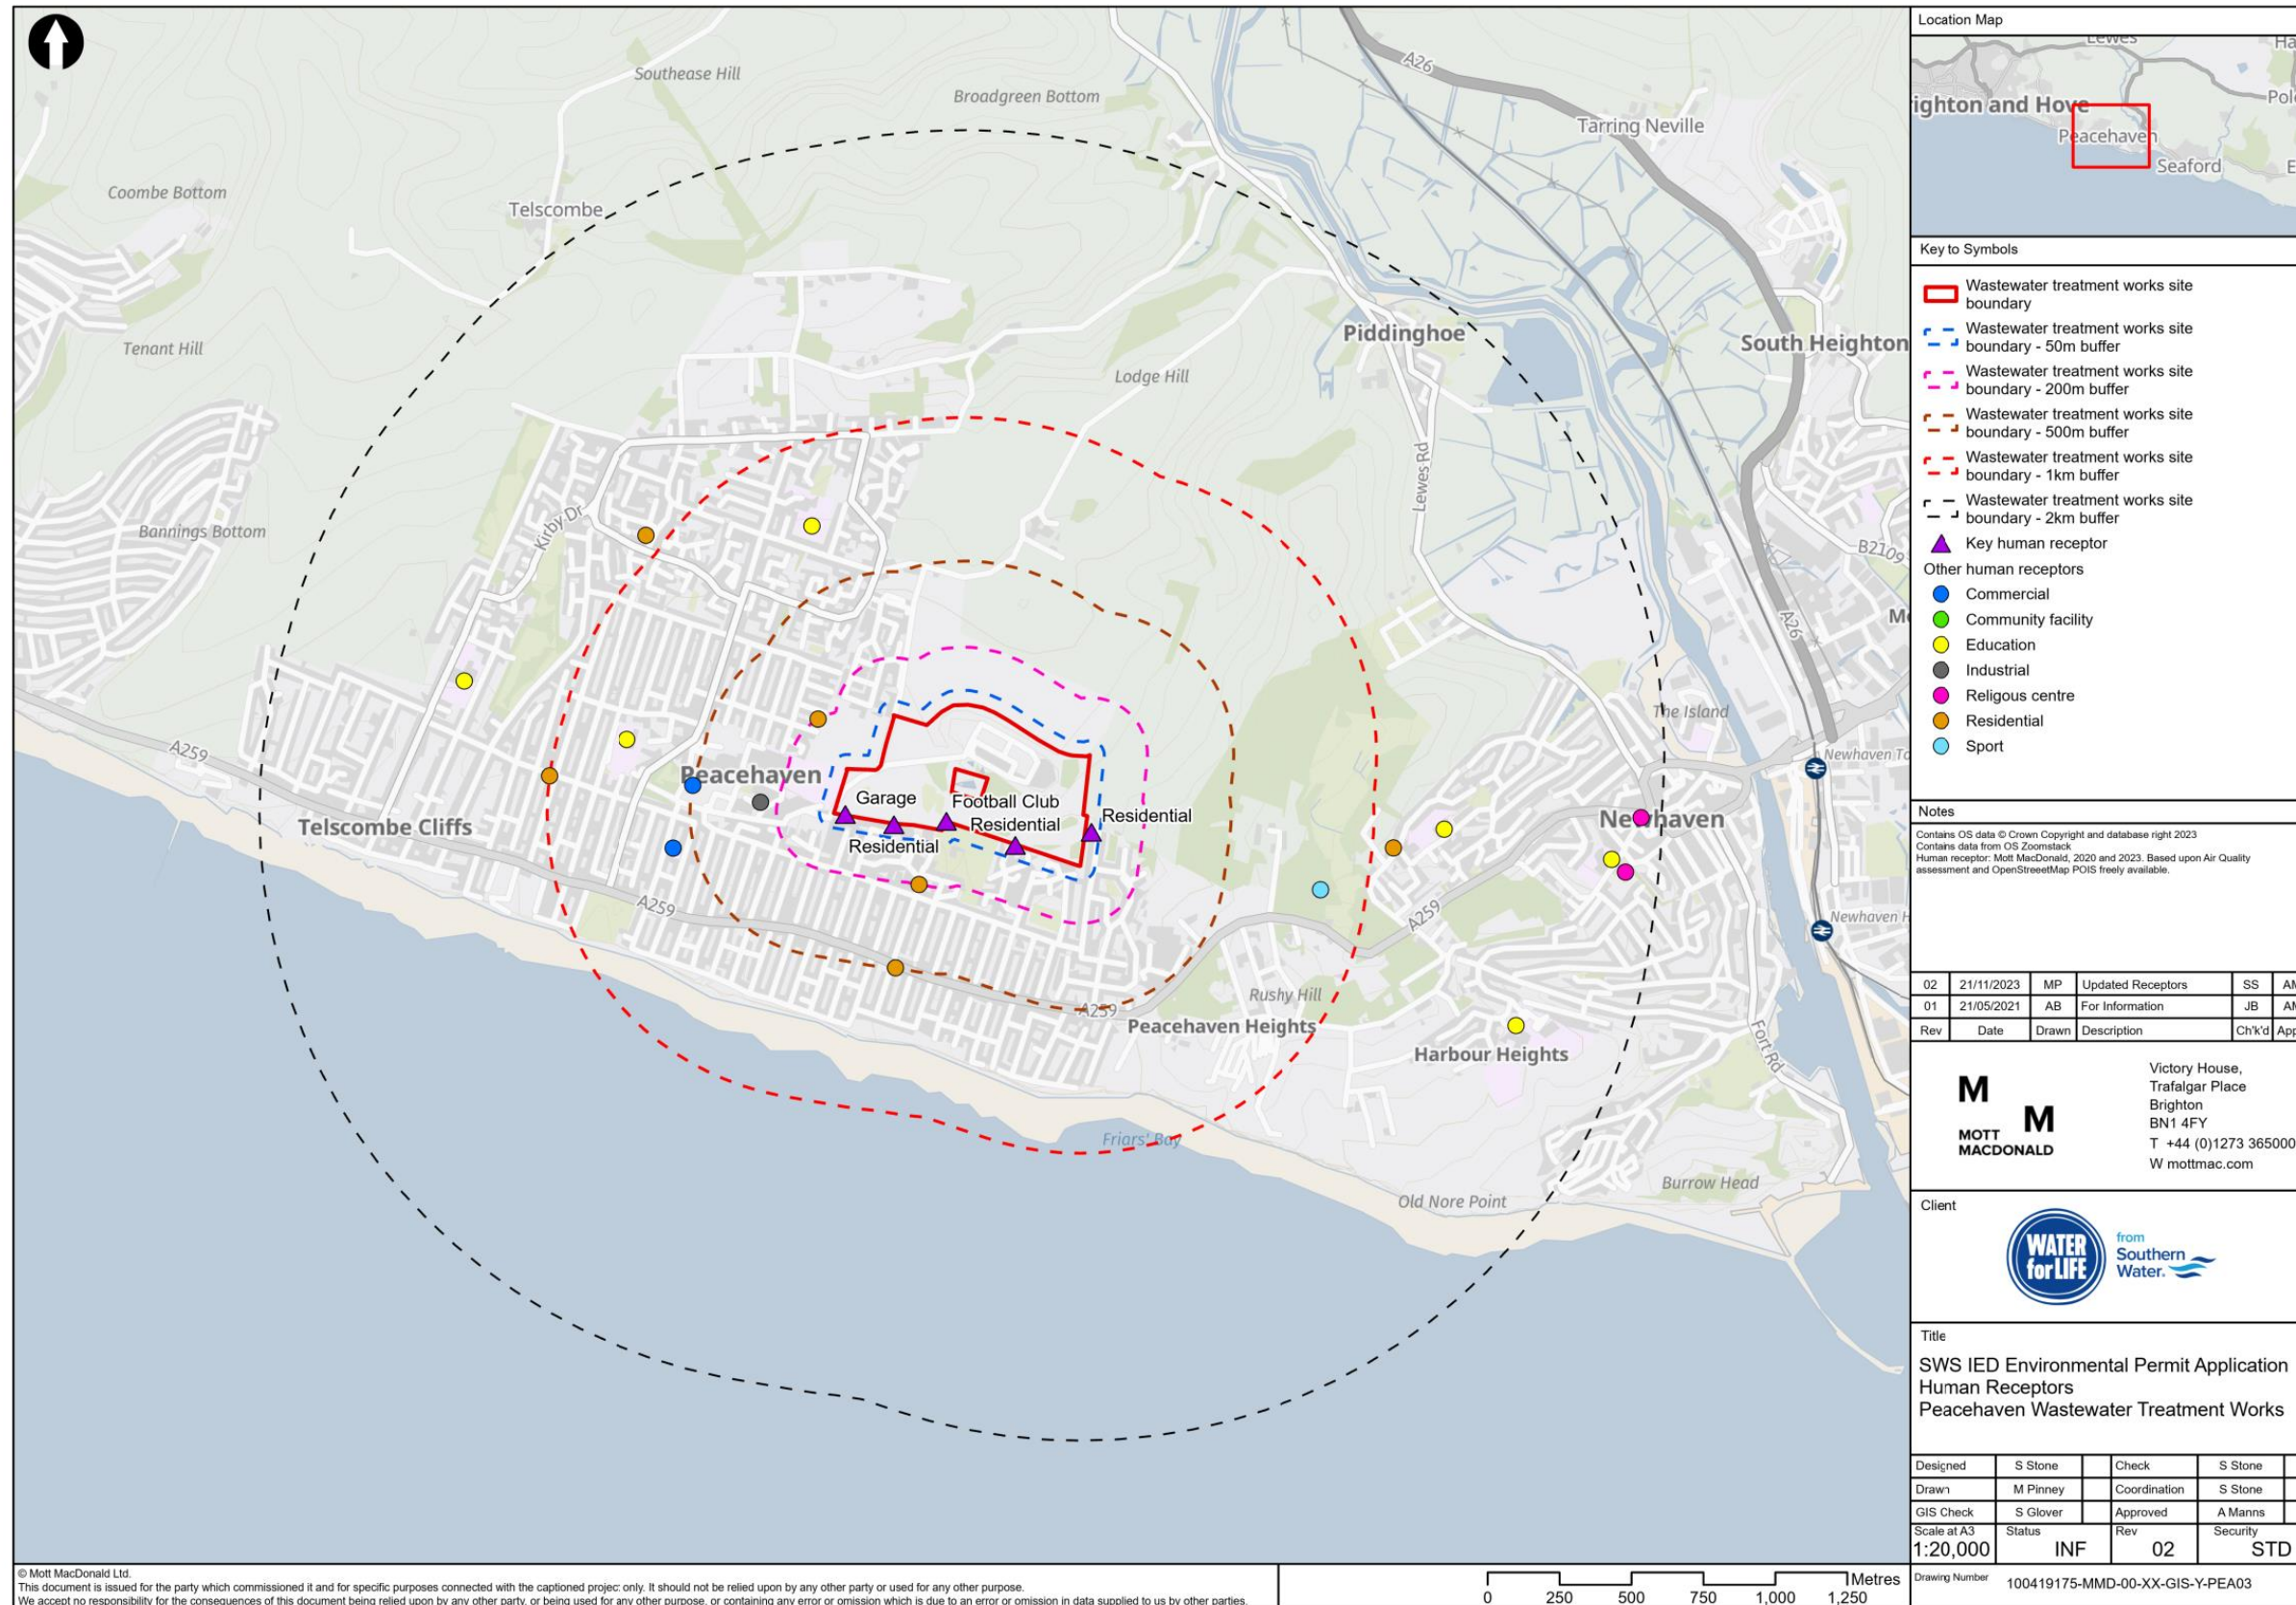 Southease Hill
Broadgreen Bottom
A26
Tarring Neville
Coombe Bottom
Telscombe
Tenant Hill
Piddinghoe
South Heighton
Lodge Hill
Lewes Rd
Kirby Dr
Bannings Bottom
B2109
A26
The Island
A259
Peacehaven
Newhaven
Garage
Football Club
Residential
Residential
Residential
Telscombe Cliffs
A259
A259
A259
Rushy Hill
Peacehaven Heights
Harbour Heights
Fort Rd
Friars' Bay
Old Nore Point
Burrow Head
Location Map
Lewes
ighton and Hove
Peacehaven
Seaford
Key to Symbols
Wastewater treatment works site
boundary
Wastewater treatment works site
boundary - 50m buffer
Wastewater treatment works site
boundary - 200m buffer
Wastewater treatment works site
boundary - 500m buffer
Wastewater treatment works site
boundary - 1km buffer
Wastewater treatment works site
boundary - 2km buffer
Key human receptor
Other human receptors
Commercial
Community facility
Education
Industrial
Religous centre
Residential
Sport
Newhaven To
Newhaven H
Notes
Contains OS data © Crown Copyright and database right 2023
Contains data from OS Zoomstack
Human receptor: Mott MacDonald, 2020 and 2023. Based upon Air Quality
assessment and OpenStreeetMap POIS freely available.
02 21/11/2023 MP Updated Receptors SS AM
01 21/05/2021 AB For Information JB AM
Rev Date Drawn Description Ch'k'd App
M
M
MOTT
MACDONALD
Victory House,
Trafalgar Place
Brighton
BN1 4FY
T +44 (0)1273 365000
W mottmac.com
Client
WATER
for LIFE
from
Southern
Water.
Title
SWS IED Environmental Permit Application
Human Receptors
Peacehaven Wastewater Treatment Works
Designed S Stone Check S Stone
Drawn M Pinney Coordination S Stone
GIS Check S Glover Approved A Manns
Scale at A3 Status Rev Security
1:20,000 INF 02 STD
Drawing Number 100419175-MMD-00-XX-GIS-Y-PEA03
© Mott MacDonald Ltd.
This document is issued for the party which commissioned it and for specific purposes connected with the captioned project only. It should not be relied upon by any other party or used for any other purpose.
We accept no responsibility for the consequences of this document being relied upon by any other party, or being used for any other purpose, or containing any error or omission which is due to an error or omission in data supplied to us by other parties.
Metres
0 250 500 750 1,000 1,250